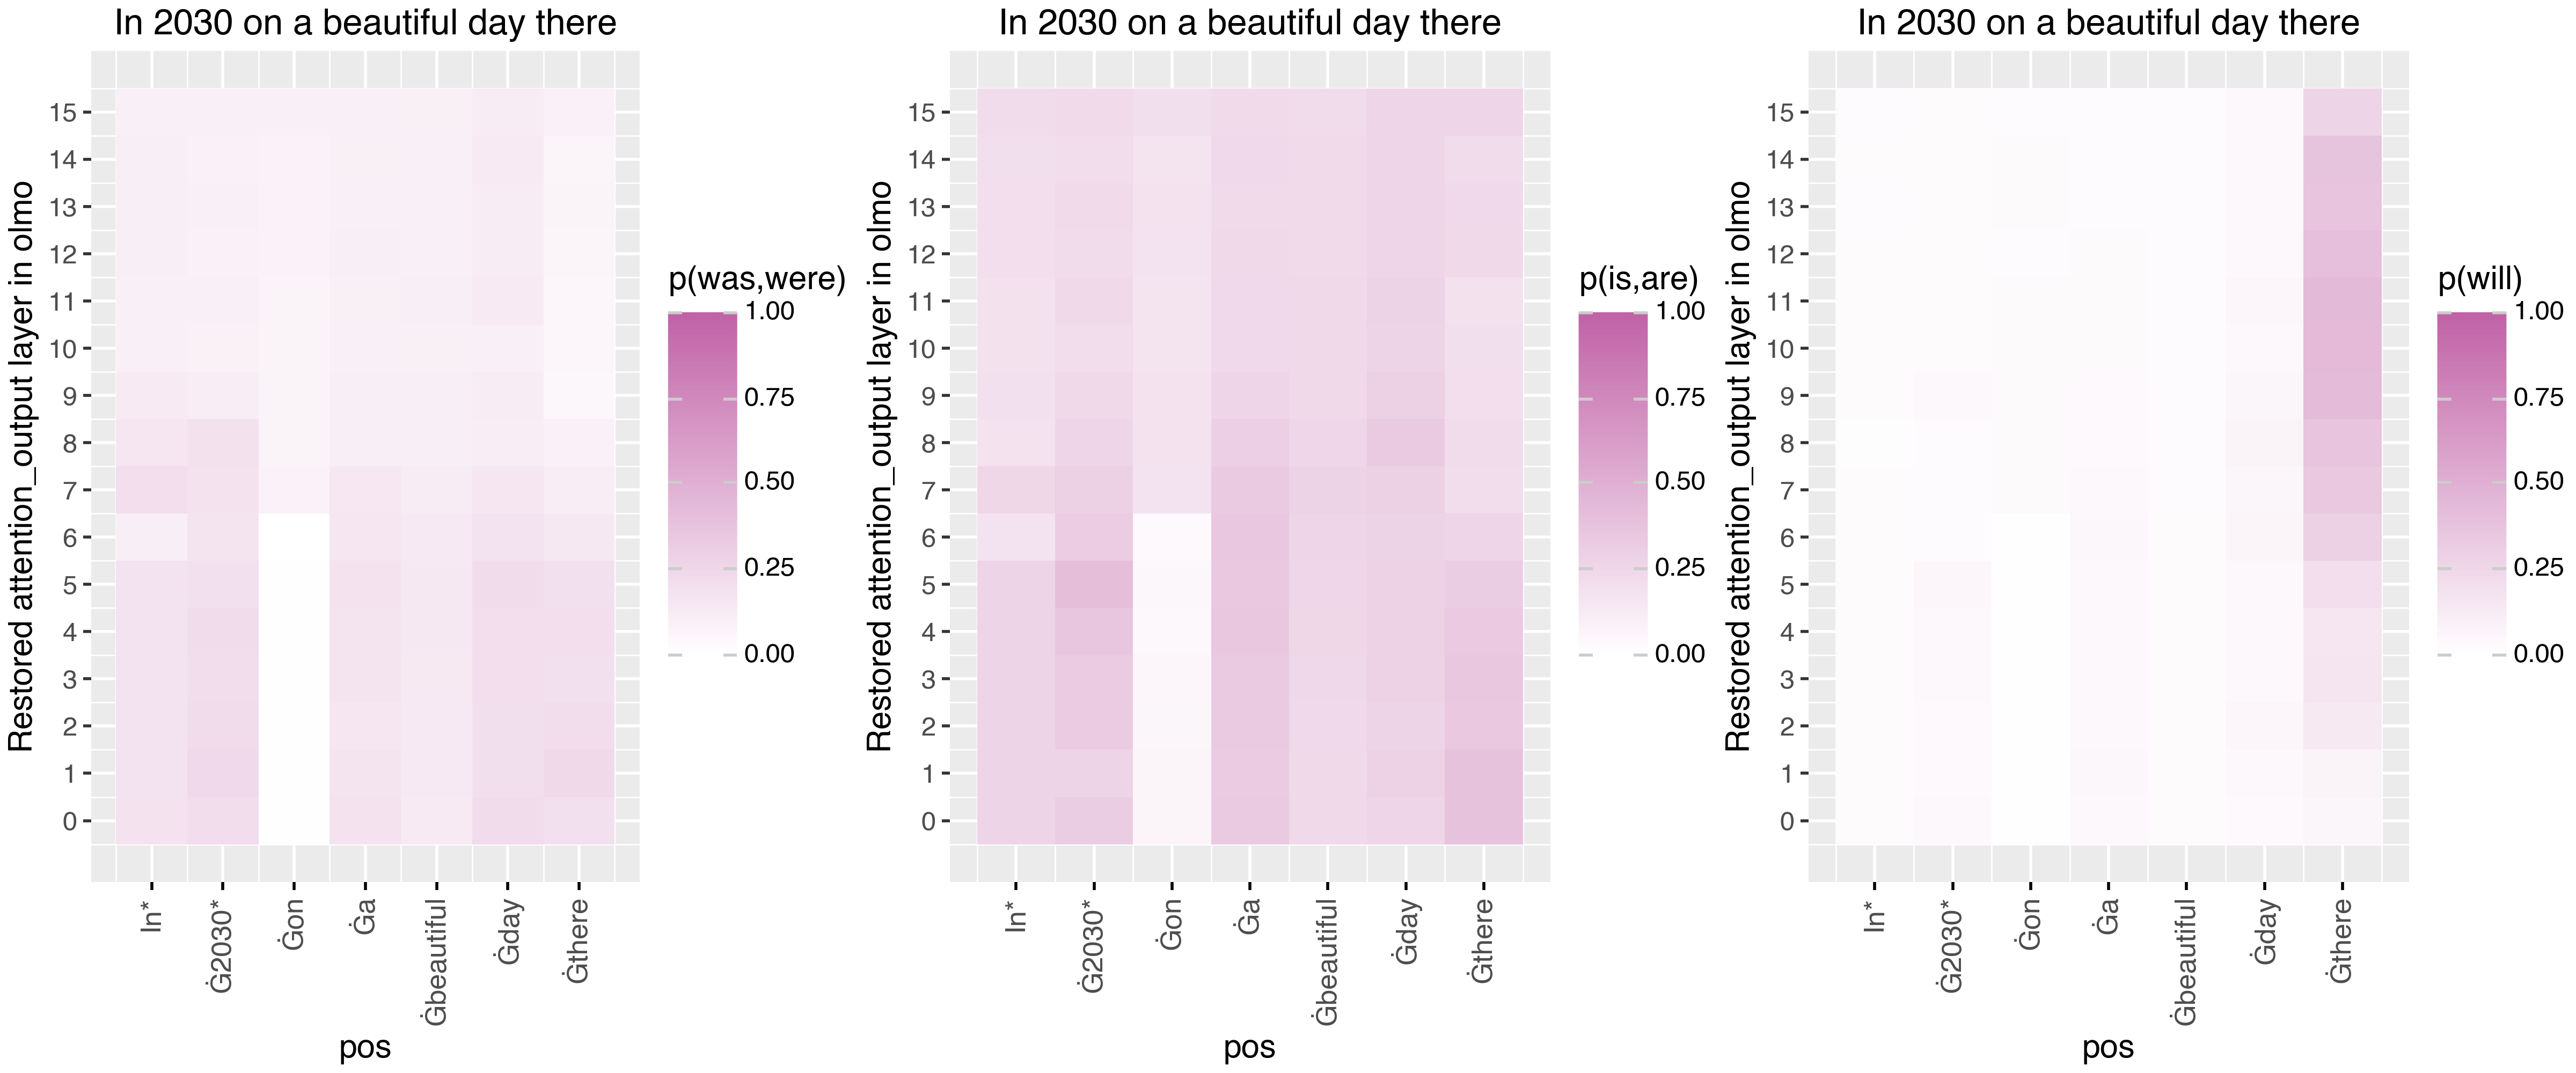 In 2030 on a beautiful day there
Restored attention_output layer in olmo
15
14
13
12
11
10
9
8
7
6
5
4
3
2
1
0
In*
Ġ2030*
Ġon
Ġa
Ġbeautiful
Ġday
Ġthere
pos
p(was,were)
1.00
0.75
0.50
0.25
0.00
In 2030 on a beautiful day there
Restored attention_output layer in olmo
15
14
13
12
11
10
9
8
7
6
5
4
3
2
1
0
In*
Ġ2030*
Ġon
Ġa
Ġbeautiful
Ġday
Ġthere
pos
p(is,are)
1.00
0.75
0.50
0.25
0.00
In 2030 on a beautiful day there
Restored attention_output layer in olmo
15
14
13
12
11
10
9
8
7
6
5
4
3
2
1
0
In*
Ġ2030*
Ġon
Ġa
Ġbeautiful
Ġday
Ġthere
pos
p(will)
1.00
0.75
0.50
0.25
0.00